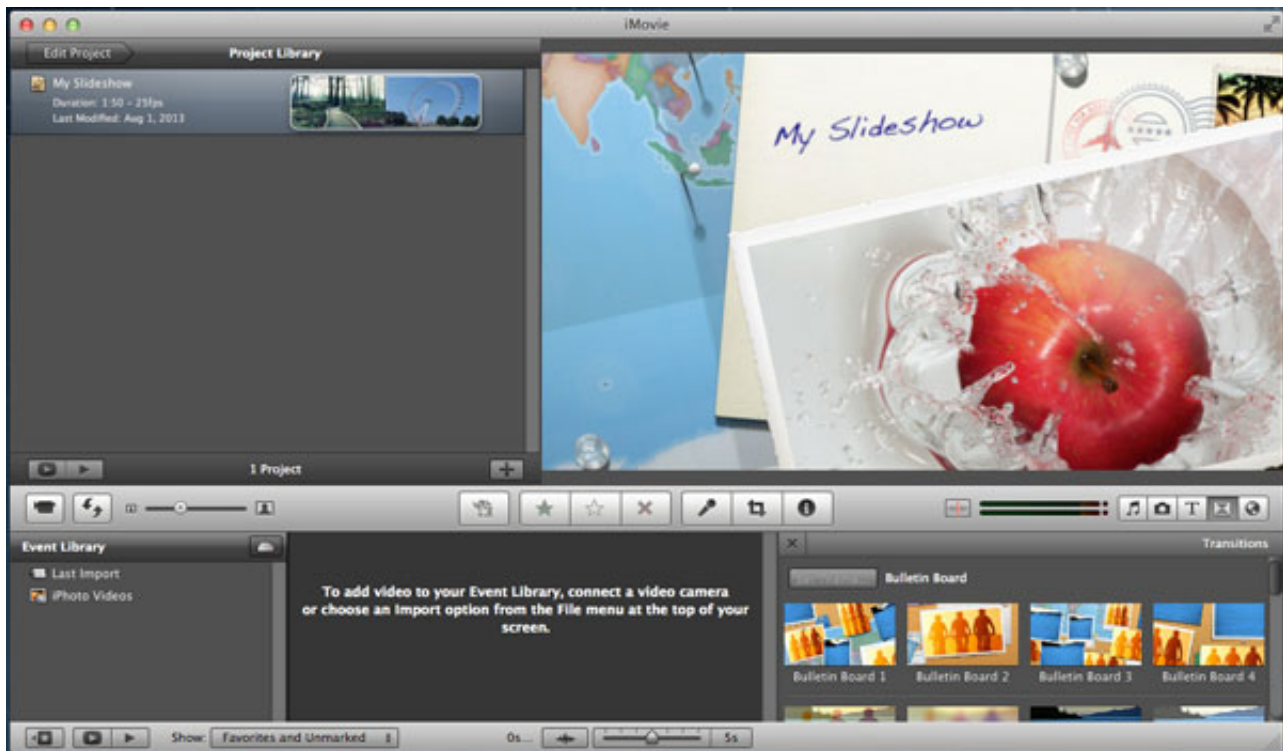 iMovie
Edit Project
Project Library
My Slideshow
Duration: 1:50 – 25fps
Last Modified: Aug 1, 2013
My Slideshow
1 Project
Event Library
Last Import
iPhoto Videos
To add video to your Event Library, connect a video camera
or choose an Import option from the File menu at the top of your
screen.
Transitions
Bulletin Board
Bulletin Board 1
Bulletin Board 2
Bulletin Board 3
Bulletin Board 4
Show: Favorites and Unmarked
0s...
5s